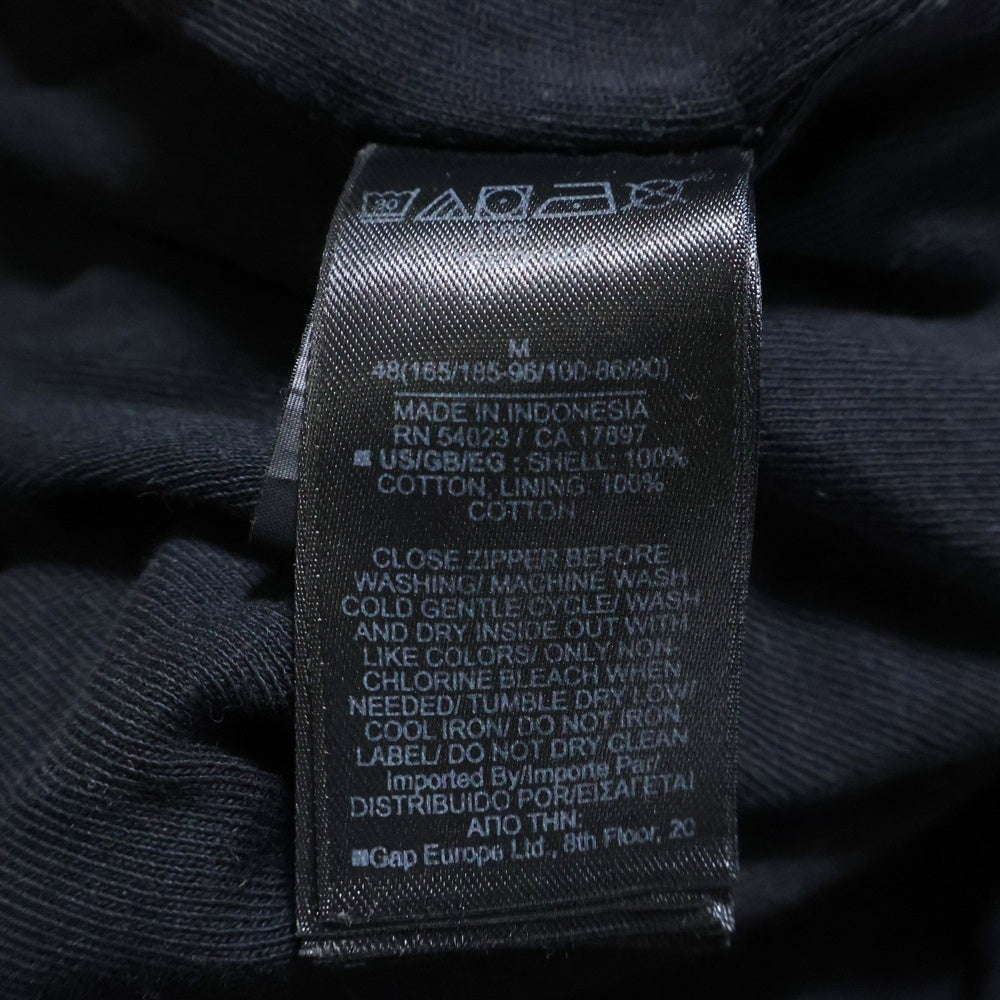 M
48(165/185-96/100-86/90)
MADE IN INDONESIA
RN 54023 / CA 17897
US/GB/EG : SHELL: 100%
COTTON, LINING: 100%
COTTON
CLOSE ZIPPER BEFORE
WASHING/ MACHINE WASH
COLD GENTLE CYCLE/ WASH
AND DRY INSIDE OUT WITH
LIKE COLORS/ ONLY NON
CHLORINE BLEACH WHEN
NEEDED/ TUMBLE DRY LOW/
COOL IRON/ DO NOT IRON
LABEL/ DO NOT DRY CLEAN
Imported By/Importe Par/
DISTRIBUIDO POR/ΕΙΣΑΓΕΤΑΙ
ΑΠΟ ΤΗΝ:
Gap Europe Ltd., 8th Floor, 20